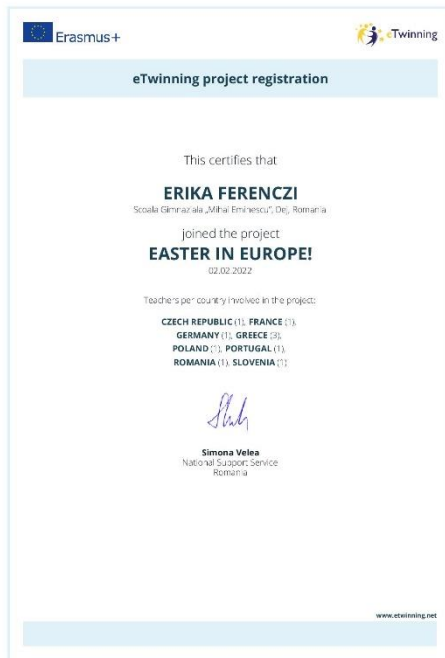 Erasmus+
eTwinning
eTwinning project registration
This certifies that
ERIKA FERENCZI
Scoala Gimnaziala „Mihai Eminescu”, Dej, Romania
joined the project
EASTER IN EUROPE!
02.02.2022
Teachers per country involved in the project:
CZECH REPUBLIC (1), FRANCE (1),
GERMANY (1), GREECE (3),
POLAND (1), PORTUGAL (1),
ROMANIA (1), SLOVENIA (1)
Simona Velea
National Support Service
Romania
www.etwinning.net